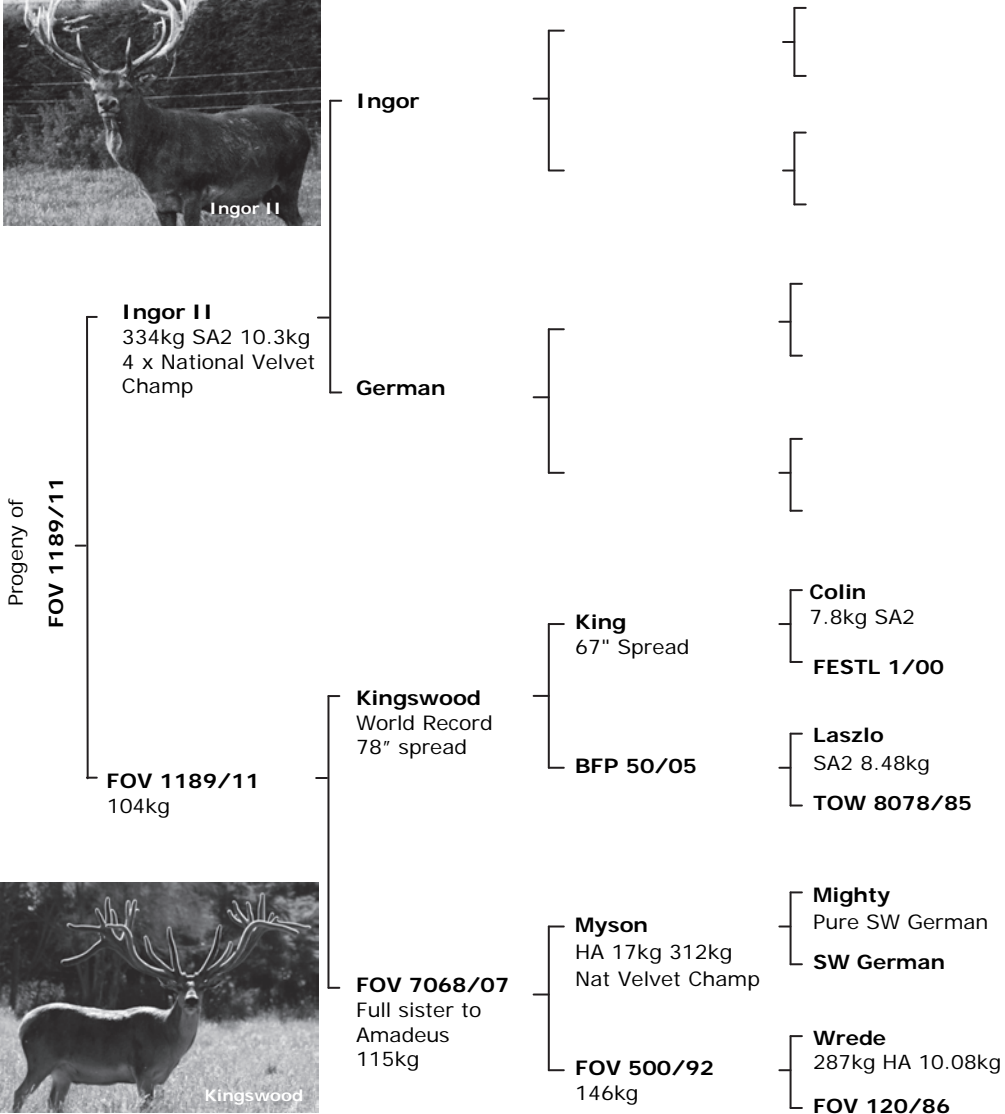 Ingor II
Ingor
Ingor II
334kg SA2 10.3kg
4 x National Velvet
Champ
German
Progeny of
FOV 1189/11
Colin
7.8kg SA2
King
67" Spread
FESTL 1/00
Kingswood
World Record
78” spread
Laszlo
SA2 8.48kg
BFP 50/05
TOW 8078/85
FOV 1189/11
104kg
Mighty
Pure SW German
Myson
HA 17kg 312kg
Nat Velvet Champ
SW German
FOV 7068/07
Full sister to
Amadeus
115kg
Wrede
287kg HA 10.08kg
FOV 500/92
146kg
FOV 120/86
Kingswood